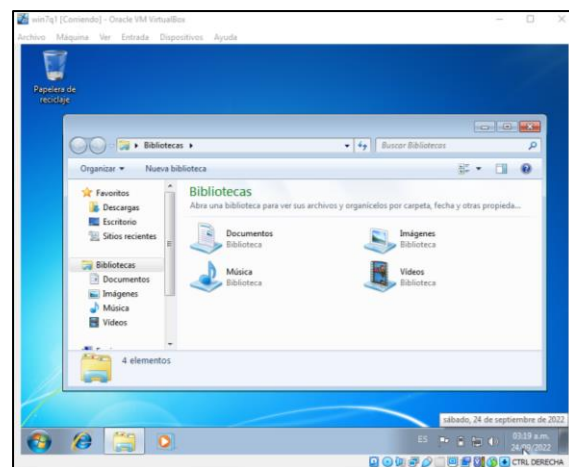 win7q1 [Corriendo] - Oracle VM VirtualBox
Archivo Máquina Ver Entrada Dispositivos Ayuda
Papelera de
reciclaje
Bibliotecas
Buscar Bibliotecas
Organizar Nueva biblioteca
Favoritos
Descargas
Escritorio
Sitios recientes
Bibliotecas
Documentos
Imágenes
Música
Vídeos
Bibliotecas
Abra una biblioteca para ver sus archivos y organícelos por carpeta, fecha y otras propieda...
Documentos
Biblioteca
Imágenes
Biblioteca
Música
Biblioteca
Vídeos
Biblioteca
4 elementos
sábado, 24 de septiembre de 2022
ES
03:19 a.m.
24/09/2022
CTRL DERECHA